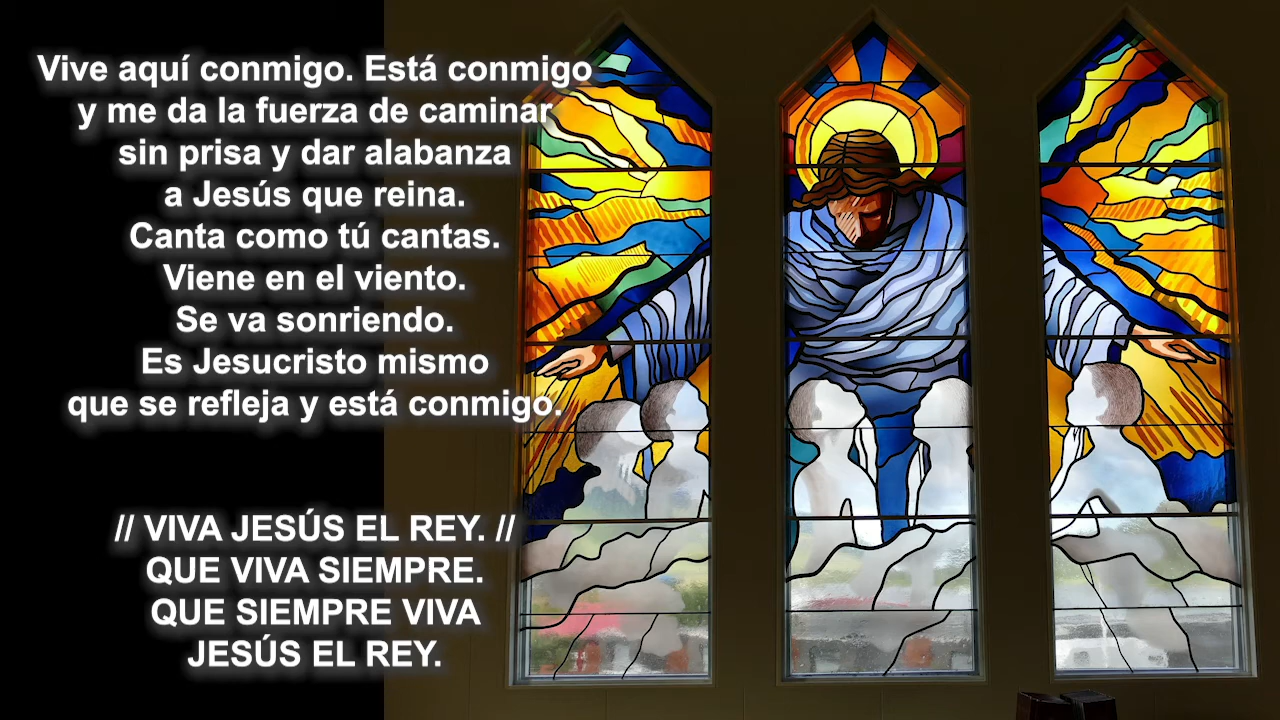 Vive aquí conmigo. Está conmigo
y me da la fuerza de caminar
sin prisa y dar alabanza
a Jesús que reina.
Canta como tú cantas.
Viene en el viento.
Se va sonriendo.
Es Jesucristo mismo
que se refleja y está conmigo.
// VIVA JESÚS EL REY. //
QUE VIVA SIEMPRE.
QUE SIEMPRE VIVA
JESÚS EL REY.